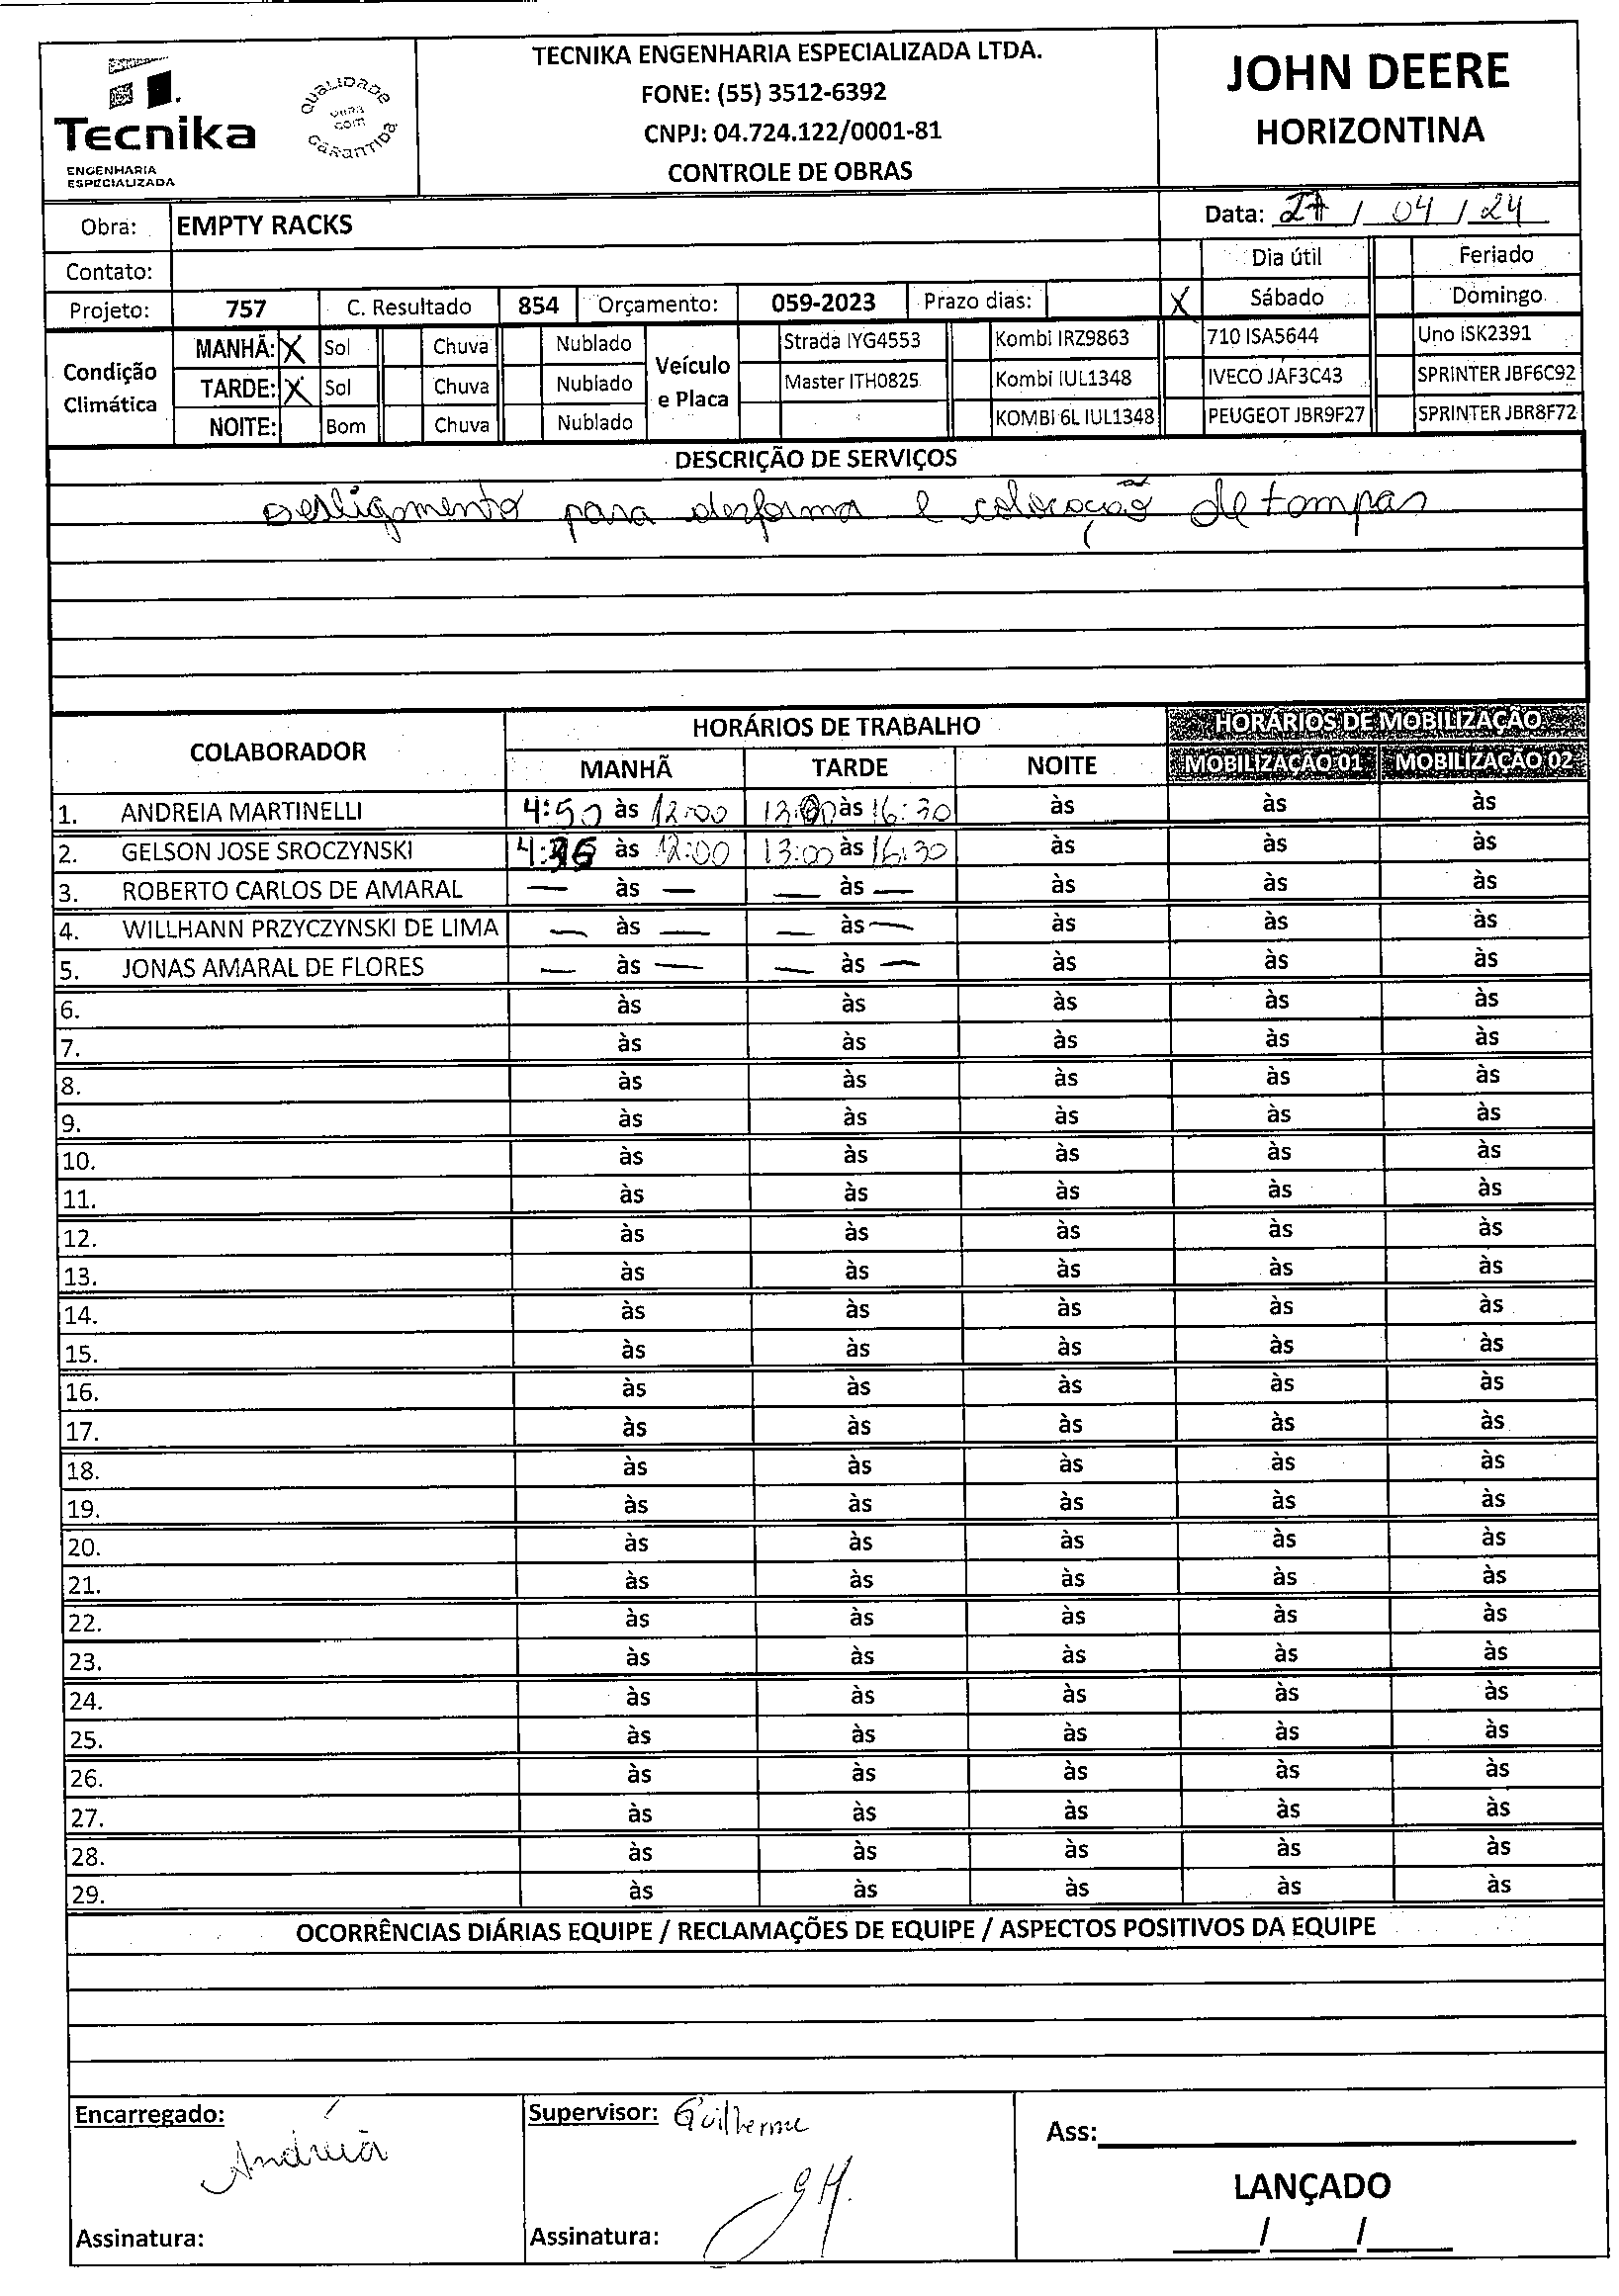 Tecnika
ENGENHARIA
ESPECIALIZADA
QUALIDADE
OBRA
COM
GARANTIDA
TECNIKA ENGENHARIA ESPECIALIZADA LTDA.
FONE: (55) 3512-6392
CNPJ: 04.724.122/0001-81
CONTROLE DE OBRAS
JOHN DEERE
HORIZONTINA
Obra: EMPTY RACKS
Data: 27 / 04 / 24
Contato:
Dia útil Feriado
Projeto: 757 C. Resultado 854 Orçamento: 059-2023 Prazo dias: X Sábado Domingo
Condição Climática
MANHÃ: X Sol Chuva Nublado
TARDE: X Sol Chuva Nublado
NOITE: Bom Chuva Nublado
Veículo e Placa
Strada IYG4553 Kombi IRZ9863 710 ISA5644 Uno ISK2391
Master ITH0825 Kombi IUL1348 IVECO JAF3C43 SPRINTER JBF6C92
KOMBI 6L IUL1348 PEUGEOT JBR9F27 SPRINTER JBR8F72
DESCRIÇÃO DE SERVIÇOS
desligamento para desforma e colocação de tampas
COLABORADOR HORÁRIOS DE TRABALHO HORÁRIOS DE MOBILIZAÇÃO
MANHÃ TARDE NOITE MOBILIZAÇÃO 01 MOBILIZAÇÃO 02
1. ANDREIA MARTINELLI 4:50 às 12:00 13:00 às 16:30 às às às
2. GELSON JOSE SROCZYNSKI às 12:00 13:00 às 16:30 às às às
3. ROBERTO CARLOS DE AMARAL — às — — às — às às às
4. WILLHANN PRZYCZYNSKI DE LIMA — às — — às — às às às
5. JONAS AMARAL DE FLORES — às — — às — às às às
6. às às às às às
7. às às às às às
8. às às às às às
9. às às às às às
10. às às às às às
11. às às às às às
12. às às às às às
13. às às às às às
14. às às às às às
15. às às às às às
16. às às às às às
17. às às às às às
18. às às às às às
19. às às às às às
20. às às às às às
21. às às às às às
22. às às às às às
23. às às às às às
24. às às às às às
25. às às às às às
26. às às às às às
27. às às às às às
28. às às às às às
29. às às às às às
OCORRÊNCIAS DIÁRIAS EQUIPE / RECLAMAÇÕES DE EQUIPE / ASPECTOS POSITIVOS DA EQUIPE
Encarregado:
Andréia
Assinatura:
Supervisor: Guilherme
GH.
Assinatura:
Ass:
LANÇADO
/ /